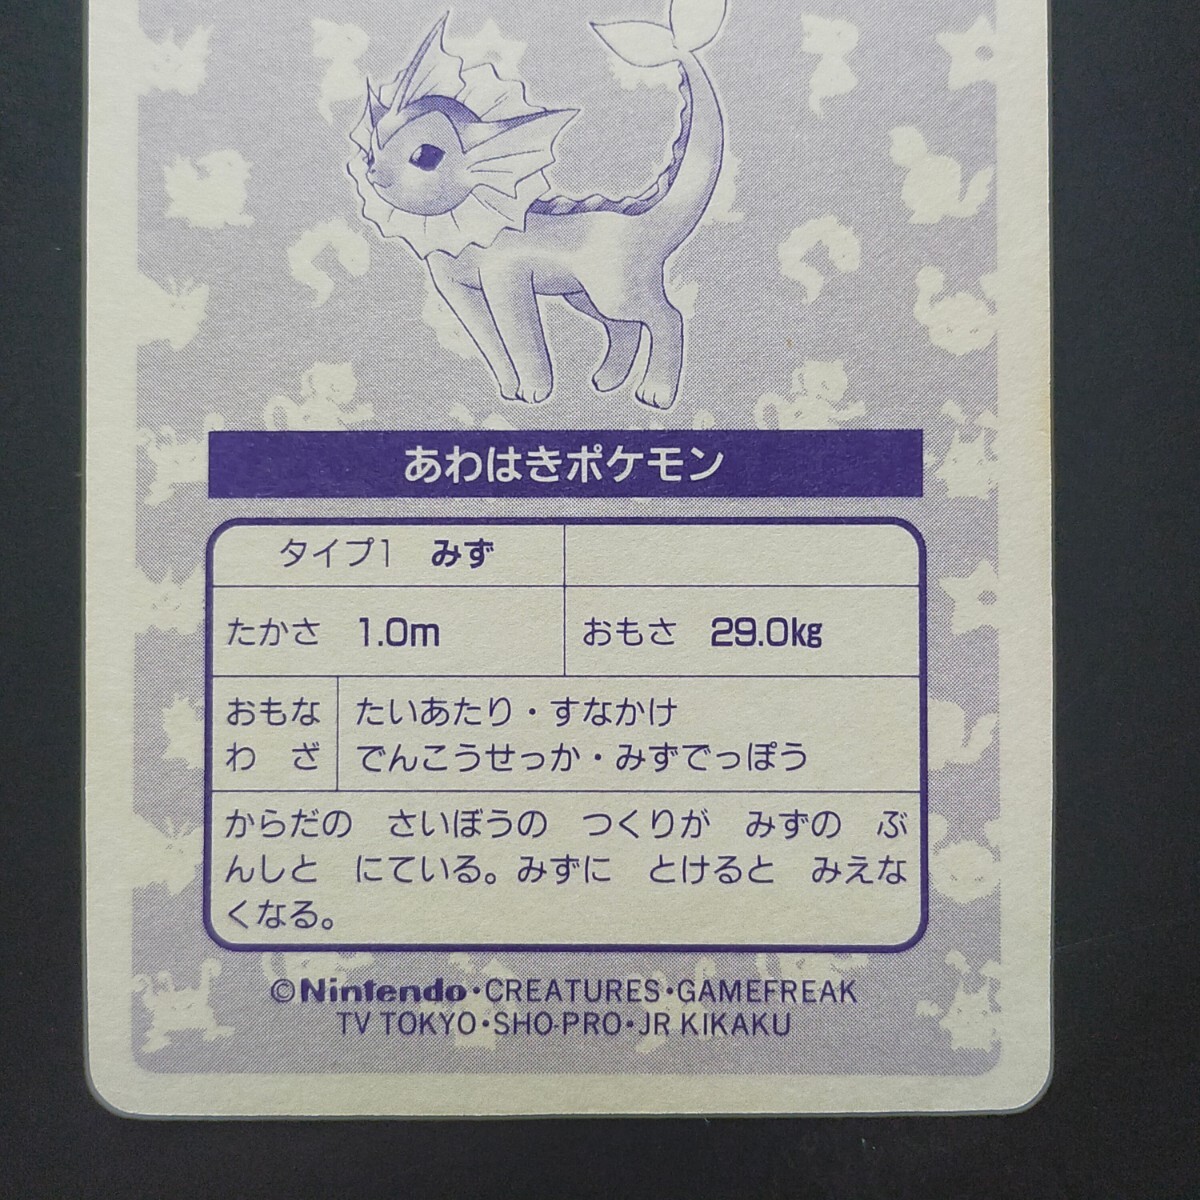 あわはきポケモン
タイプ1　みず
たかさ　1.0m　おもさ　29.0kg
おもな　たいあたり・すなかけ
わ　ざ　でんこうせっか・みずでっぽう
からだの　さいぼうの　つくりが　みずの　ぶ
んしと　にている。みずに　とけると　みえな
くなる。
©Nintendo・CREATURES・GAMEFREAK
TV TOKYO・SHO-PRO・JR KIKAKU